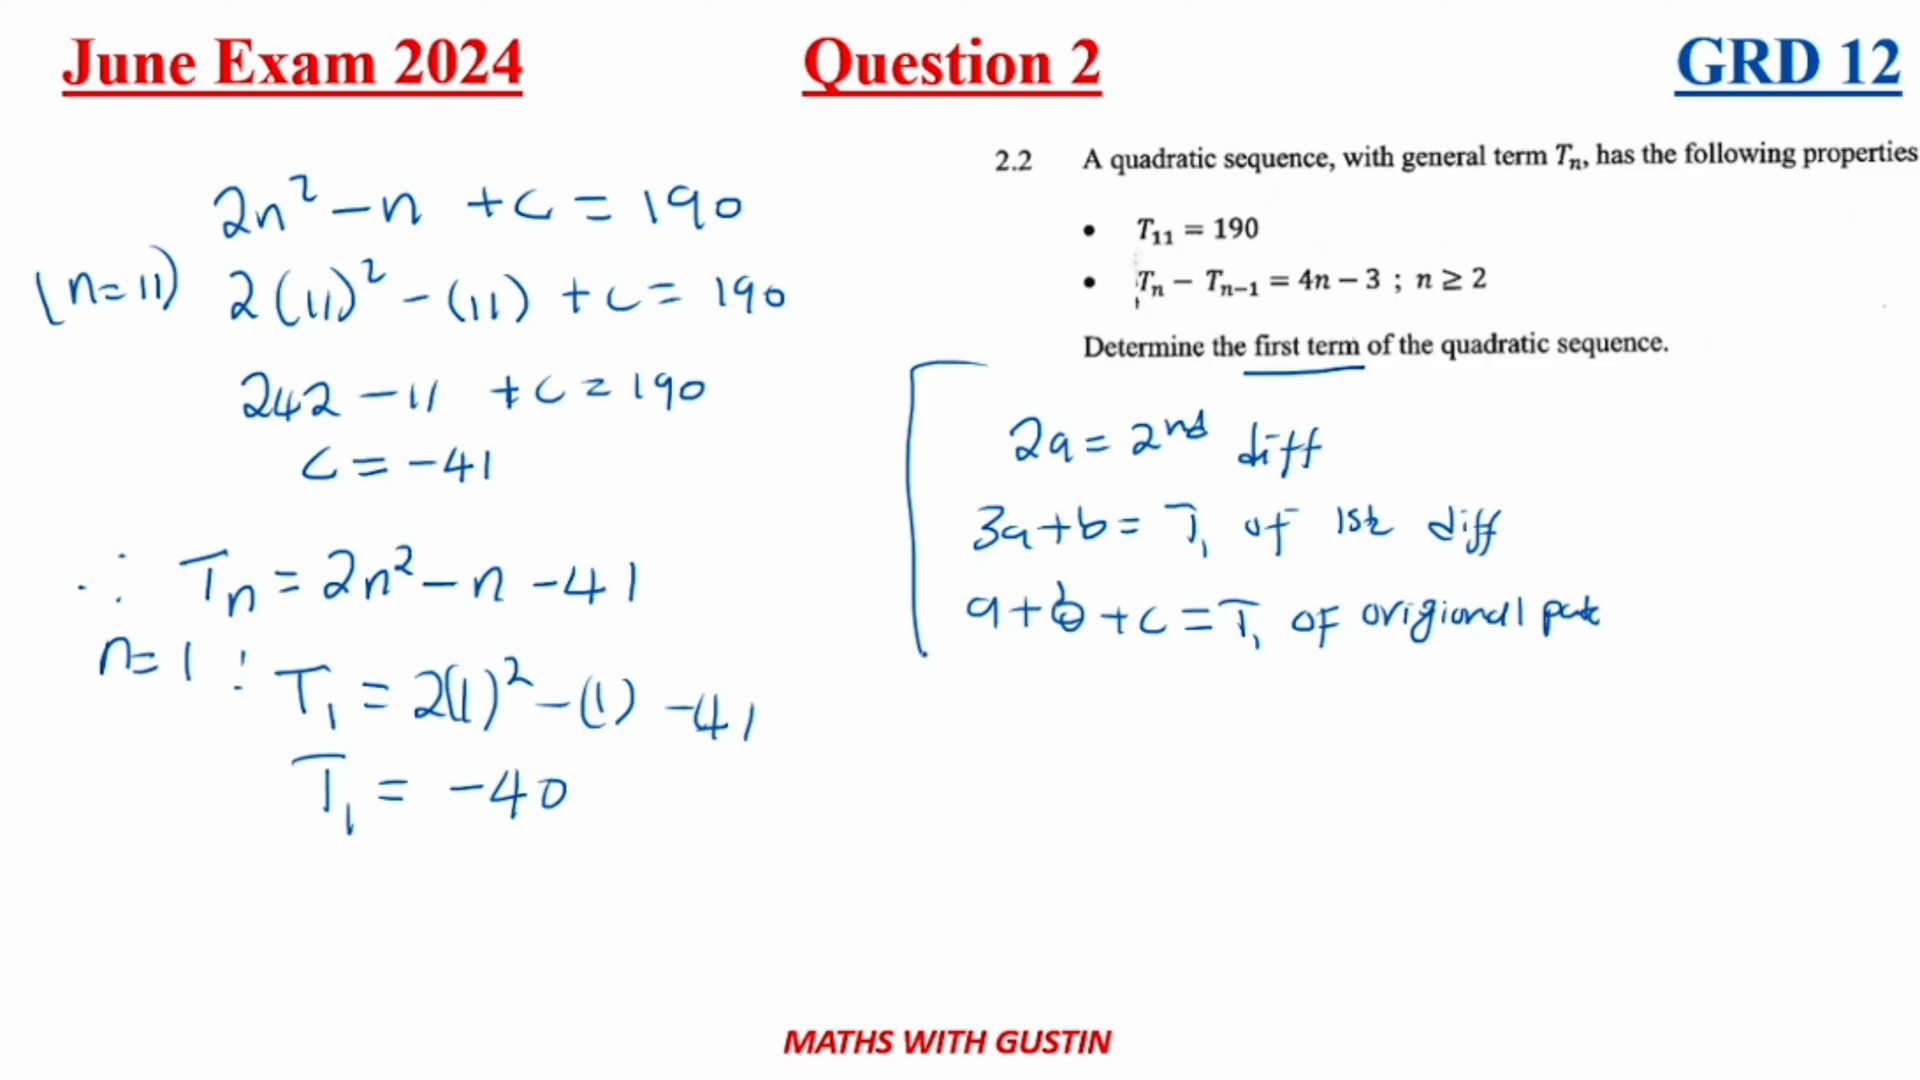 June Exam 2024
Question 2
GRD 12
2.2 A quadratic sequence, with general term Tₙ, has the following properties
• T₁₁ = 190
• Tₙ − Tₙ₋₁ = 4n − 3 ; n ≥ 2
Determine the first term of the quadratic sequence.
2n² − n + c = 190
(n=11) 2(11)² − (11) + c = 190
242 − 11 + c = 190
c = −41
∴ Tₙ = 2n² − n − 41
n=1 : T₁ = 2(1)² − (1) − 41
T₁ = −40
2a = 2nd diff
3a + b = T₁ of 1st diff
a + b + c = T₁ of origional pat
MATHS WITH GUSTIN